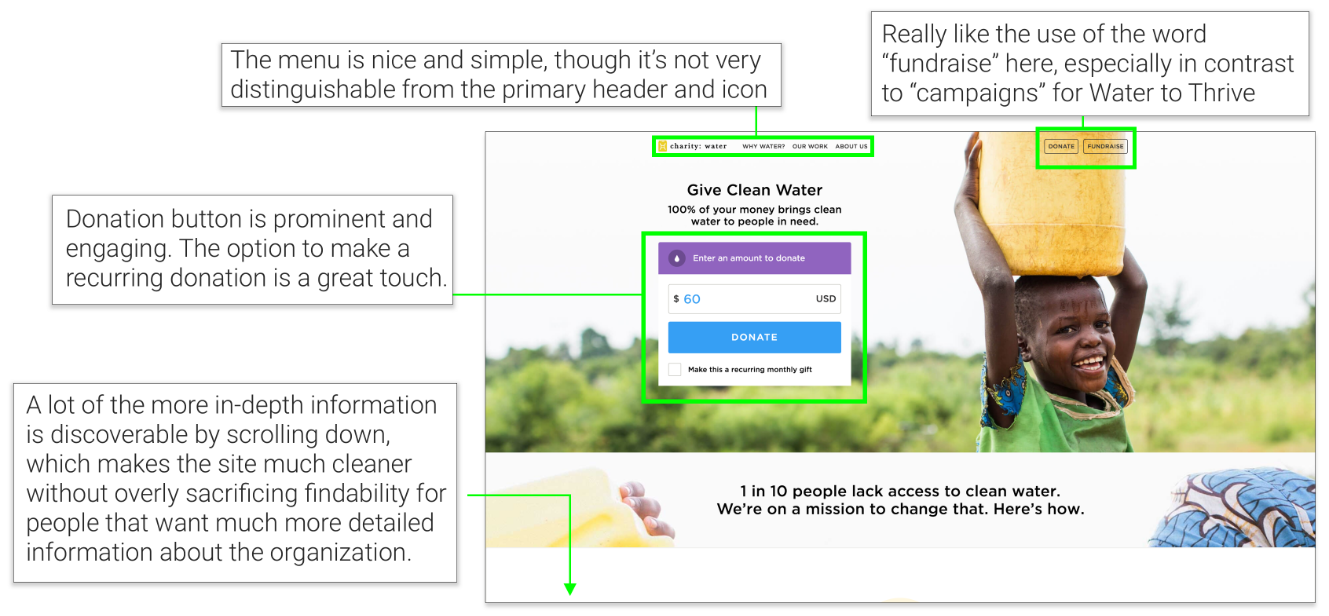 The menu is nice and simple, though it’s not very
distinguishable from the primary header and icon
Really like the use of the word
“fundraise” here, especially in contrast
to “campaigns” for Water to Thrive
charity: water WHY WATER? OUR WORK ABOUT US
DONATE FUNDRAISE
Donation button is prominent and
engaging. The option to make a
recurring donation is a great touch.
Give Clean Water
100% of your money brings clean
water to people in need.
Enter an amount to donate
$ 60 USD
DONATE
Make this a recurring monthly gift
A lot of the more in-depth information
is discoverable by scrolling down,
which makes the site much cleaner
without overly sacrificing findability for
people that want much more detailed
information about the organization.
1 in 10 people lack access to clean water.
We’re on a mission to change that. Here’s how.